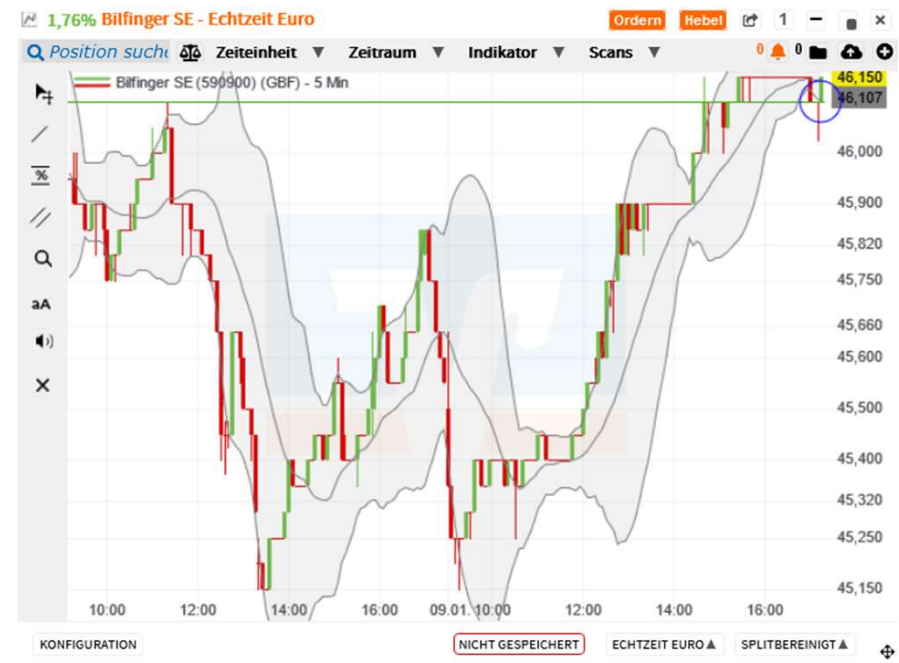 1,76% Bilfinger SE - Echtzeit Euro Ordern Hebel 1
Position suche Zeiteinheit ▼ Zeitraum ▼ Indikator ▼ Scans ▼ 0 0
Bilfinger SE (590900) (GBF) - 5 Min
46,150
46,107
%
46,000
45,900
45,820
45,750
aA
45,660
45,600
45,500
45,400
45,320
45,250
45,150
10:00 12:00 14:00 16:00 09.01. 10:00 12:00 14:00 16:00
KONFIGURATION NICHT GESPEICHERT ECHTZEIT EURO▲ SPLITBEREINIGT▲